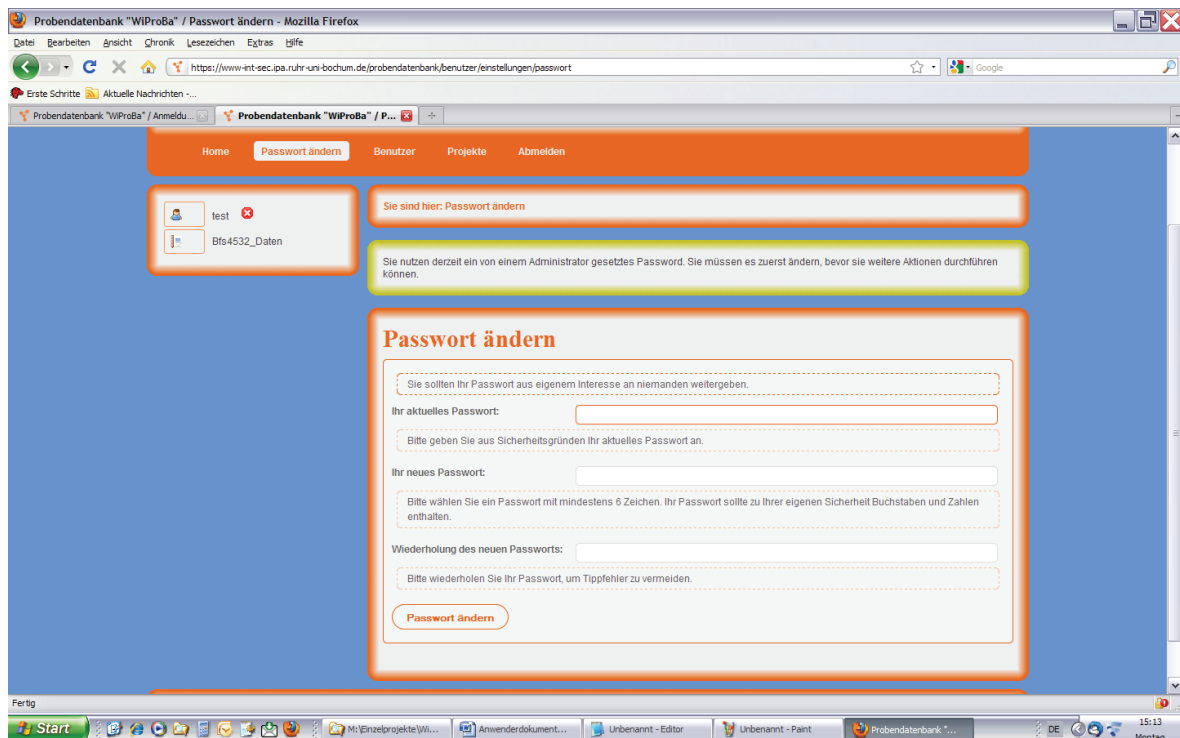 Probendatenbank "WiProBa" / Passwort ändern - Mozilla Firefox
Datei Bearbeiten Ansicht Chronik Lesezeichen Extras Hilfe
https://www-int-sec.ipa.ruhr-uni-bochum.de/probendatenbank/benutzer/einstellungen/passwort
Google
Erste Schritte Aktuelle Nachrichten -...
Probendatenbank "WiProBa" / Anmeldu... Probendatenbank "WiProBa" / P...
Home Passwort ändern Benutzer Projekte Abmelden
test
Bfs4532_Daten
Sie sind hier: Passwort ändern
Sie nutzen derzeit ein von einem Administrator gesetztes Password. Sie müssen es zuerst ändern, bevor sie weitere Aktionen durchführen
können.
Passwort ändern
Sie sollten Ihr Passwort aus eigenem Interesse an niemanden weitergeben.
Ihr aktuelles Passwort:
Bitte geben Sie aus Sicherheitsgründen Ihr aktuelles Passwort an.
Ihr neues Passwort:
Bitte wählen Sie ein Passwort mit mindestens 6 Zeichen. Ihr Passwort sollte zu Ihrer eigenen Sicherheit Buchstaben und Zahlen
enthalten.
Wiederholung des neuen Passworts:
Bitte wiederholen Sie Ihr Passwort, um Tippfehler zu vermeiden.
Passwort ändern
Fertig
Start M:\Einzelprojekte\Wi... Anwenderdokument... Unbenannt - Editor Unbenannt - Paint Probendatenbank "... DE 15:13
Montag